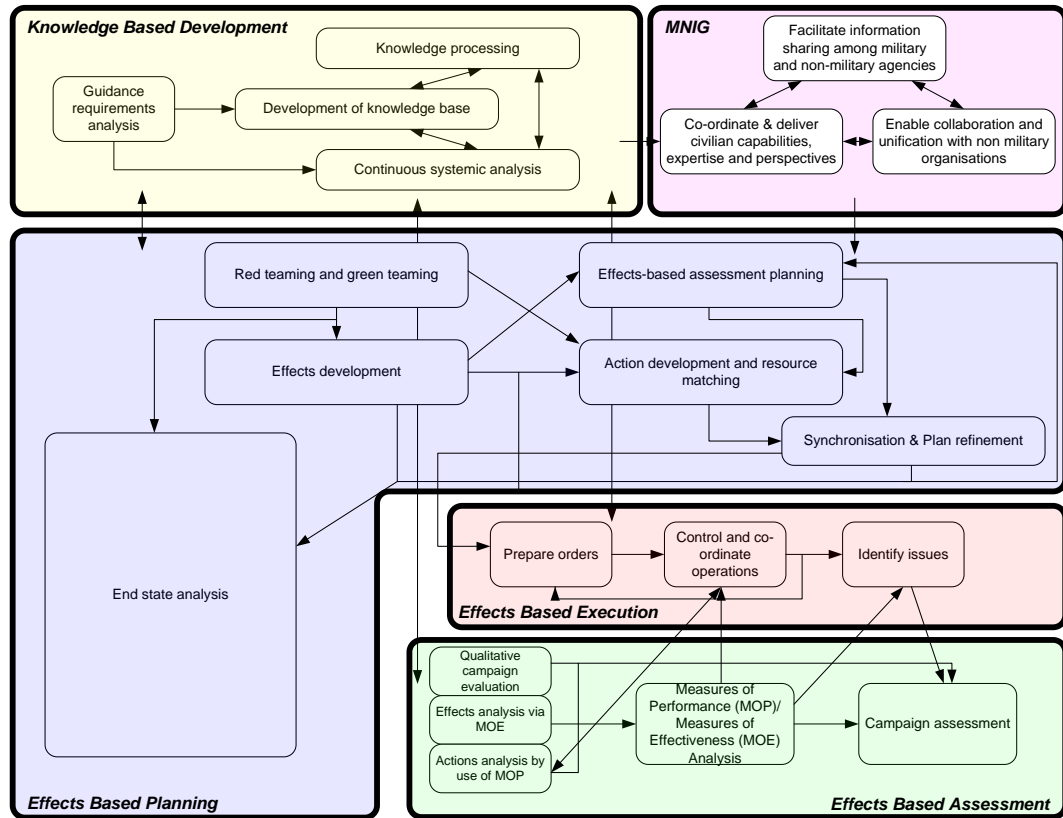 Knowledge Based Development
Knowledge processing
Guidance
requirements
analysis
Development of knowledge base
Continuous systemic analysis
MNIG
Facilitate information
sharing among military
and non-military agencies
Co-ordinate & deliver
civilian capabilities,
expertise and perspectives
Enable collaboration and
unification with non military
organisations
Red teaming and green teaming
Effects-based assessment planning
Effects development
Action development and resource
matching
Synchronisation & Plan refinement
End state analysis
Effects Based Planning
Prepare orders
Control and co-
ordinate
operations
Identify issues
Effects Based Execution
Qualitative
campaign
evaluation
Effects analysis via
MOE
Actions analysis by
use of MOP
Measures of
Performance (MOP)/
Measures of
Effectiveness (MOE)
Analysis
Campaign assessment
Effects Based Assessment